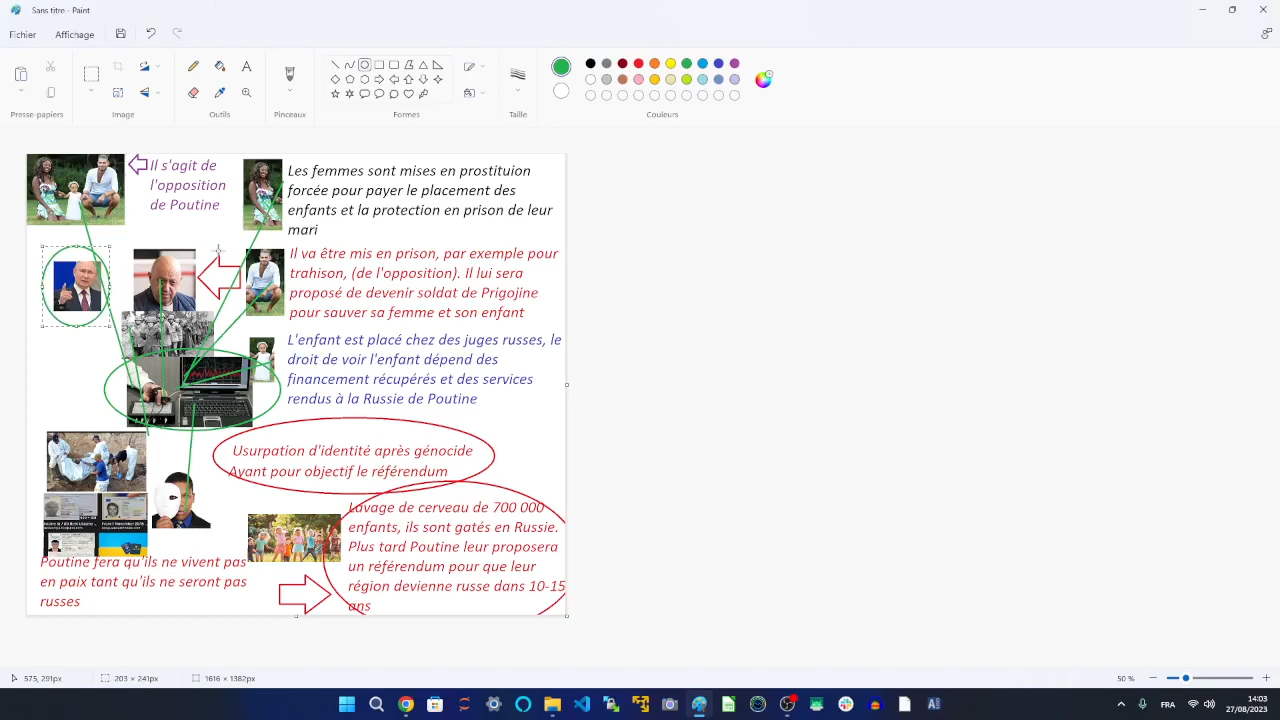 Sans titre - Paint
Fichier Affichage
Presse-papiers Image Outils Pinceaux Formes Taille Couleurs
Il s'agit de
l'opposition
de Poutine
Les femmes sont mises en prostituion
forcée pour payer le placement des
enfants et la protection en prison de leur
mari
Il va être mis en prison, par exemple pour
trahison, (de l'opposition). Il lui sera
proposé de devenir soldat de Prigojine
pour sauver sa femme et son enfant
L'enfant est placé chez des juges russes, le
droit de voir l'enfant dépend des
financement récupérés et des services
rendus à la Russie de Poutine
Usurpation d'identité après génocide
Ayant pour objectif le référendum
Lavage de cerveau de 700 000
enfants, ils sont gatés en Russie.
Plus tard Poutine leur proposera
un référendum pour que leur
région devienne russe dans 10-15
ans
Poutine fera qu'ils ne vivent pas
en paix tant qu'ils ne seront pas
russes
575, 291px 203 × 241px 1616 × 1382px 50 %
FRA 14:03
27/08/2023